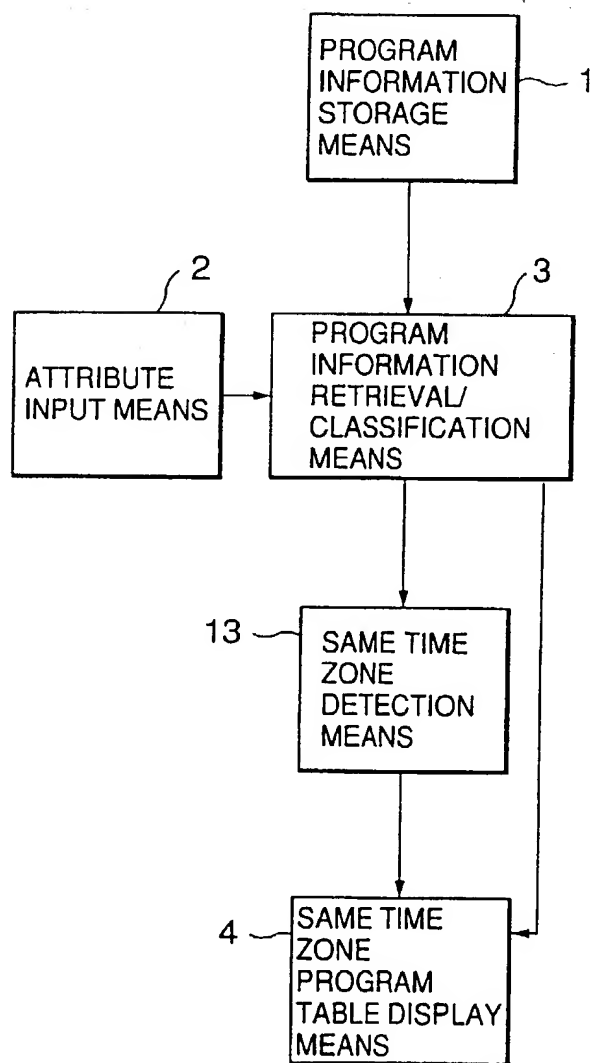 PROGRAM
INFORMATION
STORAGE
MEANS
1
2
ATTRIBUTE
INPUT MEANS
3
PROGRAM
INFORMATION
RETRIEVAL/
CLASSIFICATION
MEANS
13
SAME TIME
ZONE
DETECTION
MEANS
4
SAME TIME
ZONE
PROGRAM
TABLE DISPLAY
MEANS